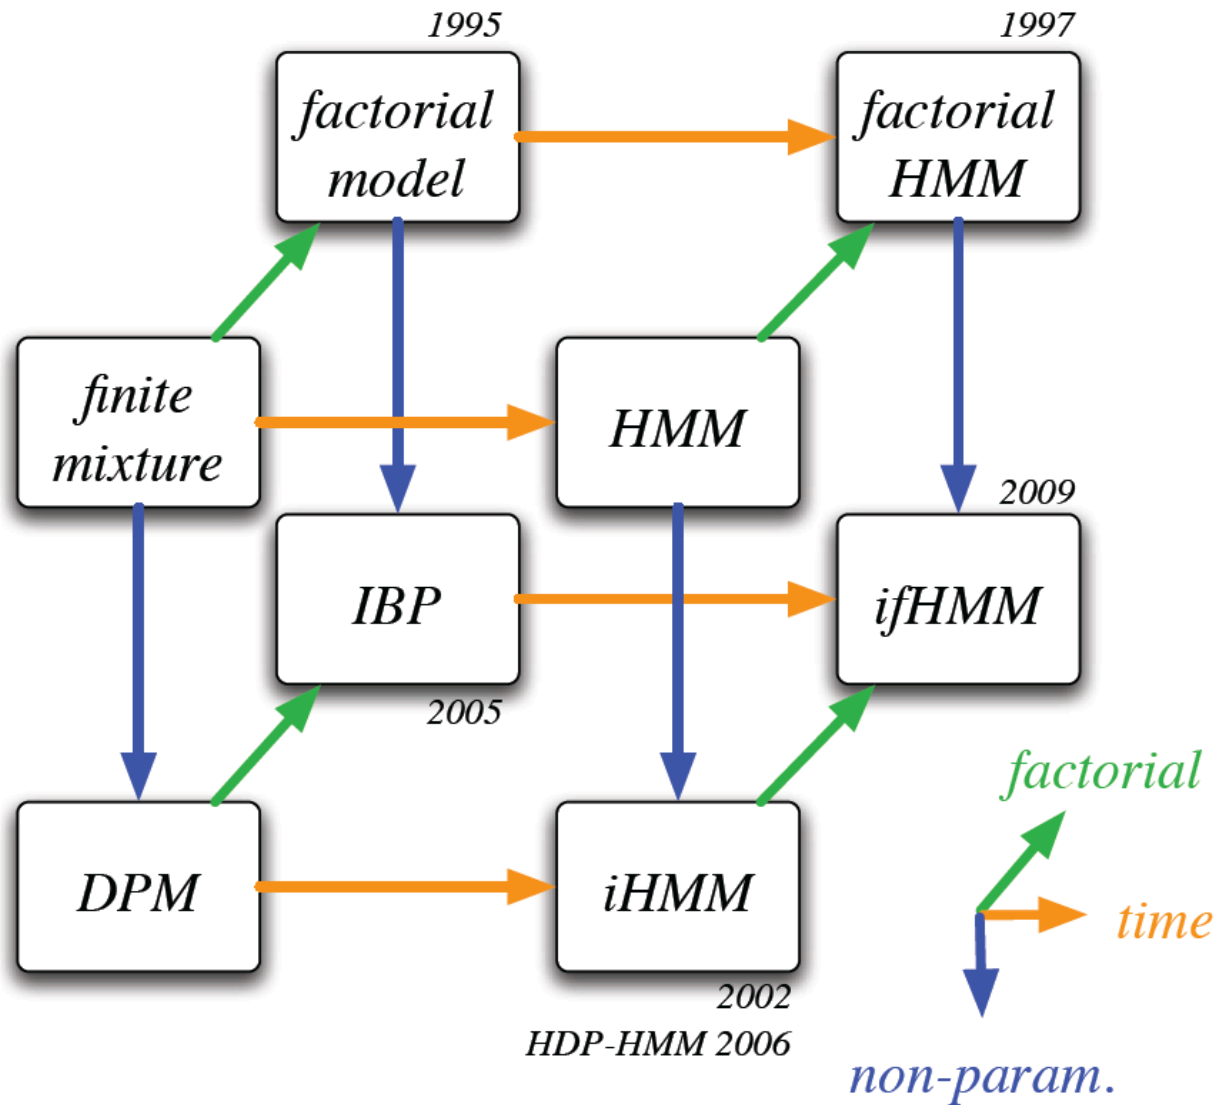 1995
1997
factorial
model
factorial
HMM
finite
mixture
HMM
2009
IBP
ifHMM
2005
factorial
DPM
iHMM
time
2002
HDP-HMM 2006
non-param.